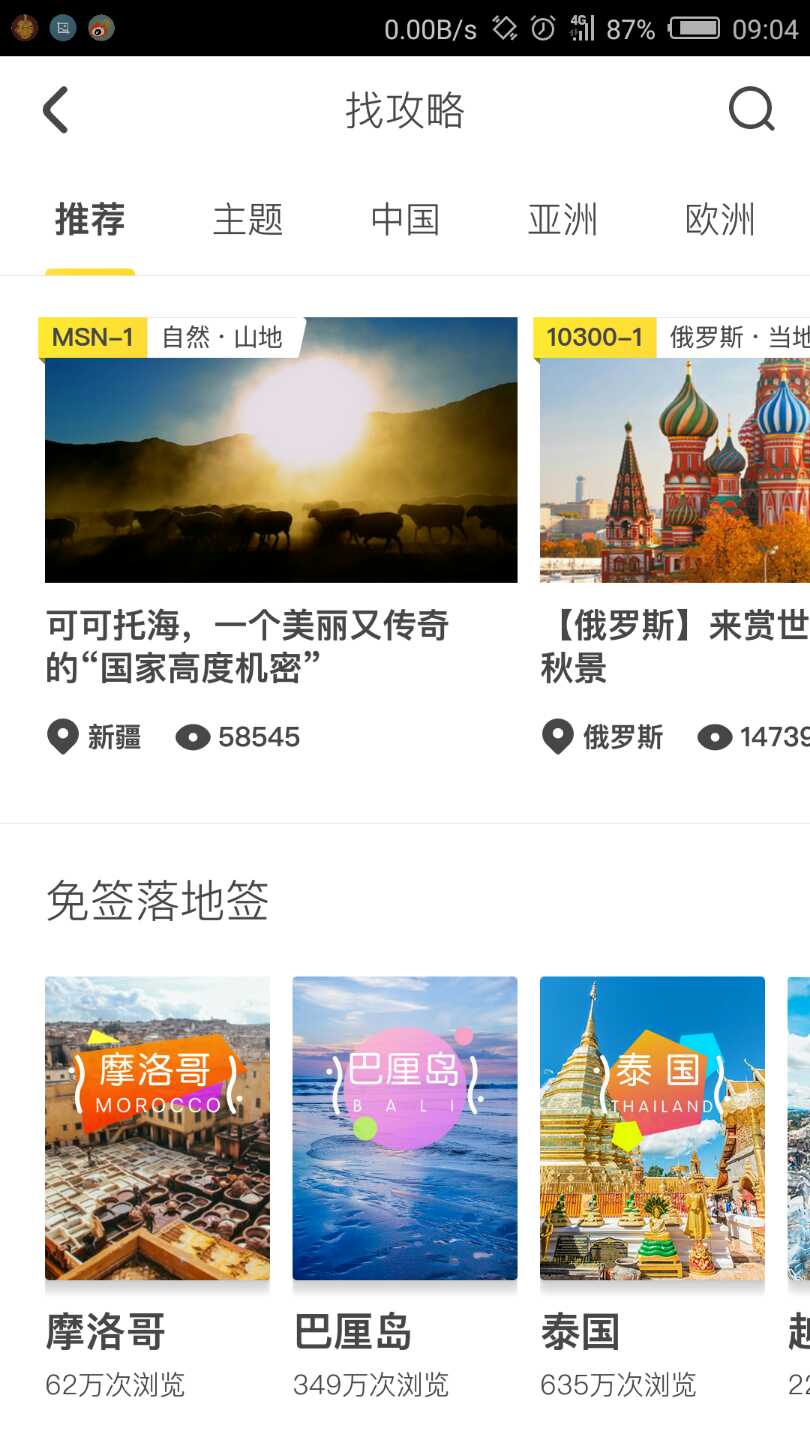 0.00B/s 4G 87% 09:04
找攻略
推荐 主题 中国 亚洲 欧洲
MSN-1 自然·山地
10300-1 俄罗斯·当地
可可托海，一个美丽又传奇
的“国家高度机密”
【俄罗斯】来赏世
秋景
新疆 58545
俄罗斯 14739
免签落地签
摩洛哥
MOROCCO
巴厘岛
BALI
泰国
THAILAND
摩洛哥 巴厘岛 泰国
62万次浏览 349万次浏览 635万次浏览